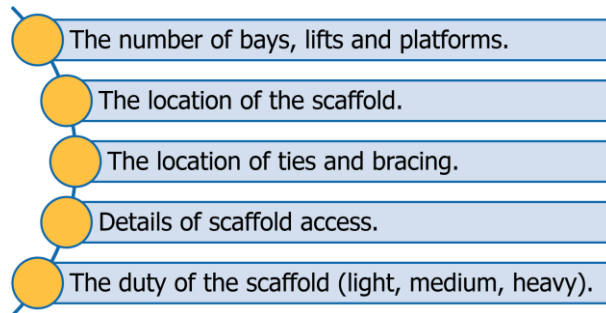 The number of bays, lifts and platforms.
The location of the scaffold.
The location of ties and bracing.
Details of scaffold access.
The duty of the scaffold (light, medium, heavy).